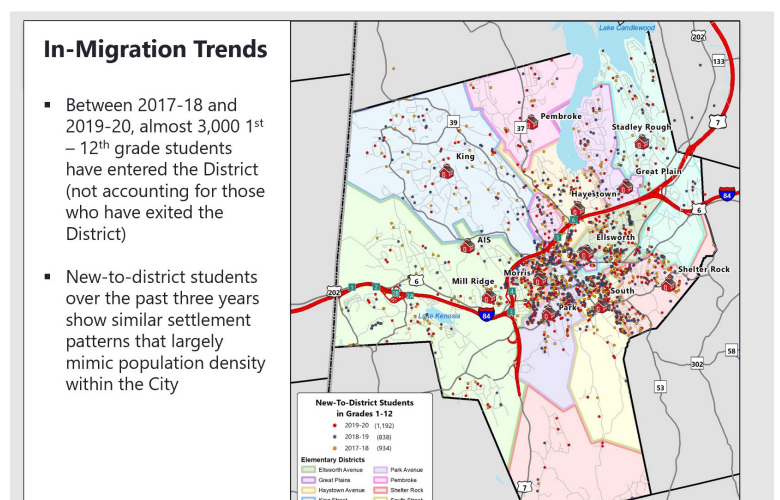 In-Migration Trends
▪ Between 2017-18 and
2019-20, almost 3,000 1st
– 12th grade students
have entered the District
(not accounting for those
who have exited the
District)
▪ New-to-district students
over the past three years
show similar settlement
patterns that largely
mimic population density
within the City
Lake Candlewood
202
133
7
39
37
Pembroke
Stadley Rough
King
Great Plain
84
Hayestown
6
AIS
Ellsworth
Morris
Shelter Rock
6
Mill Ridge
202
South
Park
Lake Kenosia
84
58
302
53
7
New-To-District Students
in Grades 1-12
2019-20 (1,192)
2018-19 (838)
2017-18 (934)
Elementary Districts
Ellsworth Avenue Park Avenue
Great Plains Pembroke
Haystown Avenue Shelter Rock